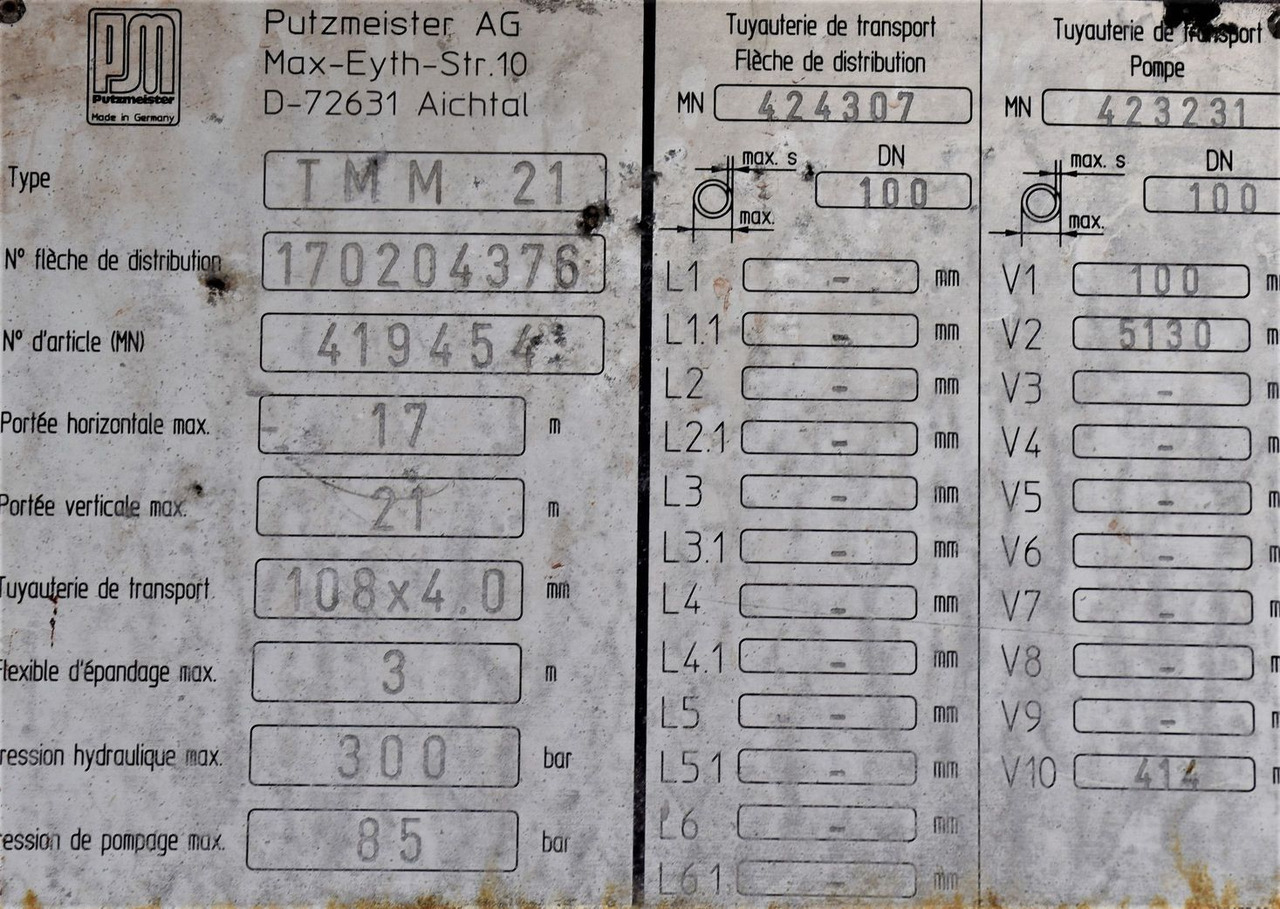 PM
Putzmeister
Made in Germany
Putzmeister AG
Max-Eyth-Str.10
D-72631 Aichtal
Type TMM 21
N° flèche de distribution 170204376
N° d'article (MN) 419454
Portée horizontale max. 17 m
Portée verticale max. 21 m
Tuyauterie de transport 108x4.0 mm
Flexible d'épandage max. 3 m
ression hydraulique max. 300 bar
ession de pompage max. 85 bar
Tuyauterie de transport
Flèche de distribution
MN 424307
max. s DN
100
max.
L1 - mm
L1.1 - mm
L2 - mm
L2.1 - mm
L3 - mm
L3.1 - mm
L4 - mm
L4.1 - mm
L5 - mm
L5.1 - mm
L6 - mm
L6.1 mm
Tuyauterie de transport
Pompe
MN 423231
max. s DN
100
max.
V1 100 m
V2 5130 m
V3 - m
V4 - m
V5 - m
V6 - m
V7 - m
V8 - m
V9 - m
V10 414 m